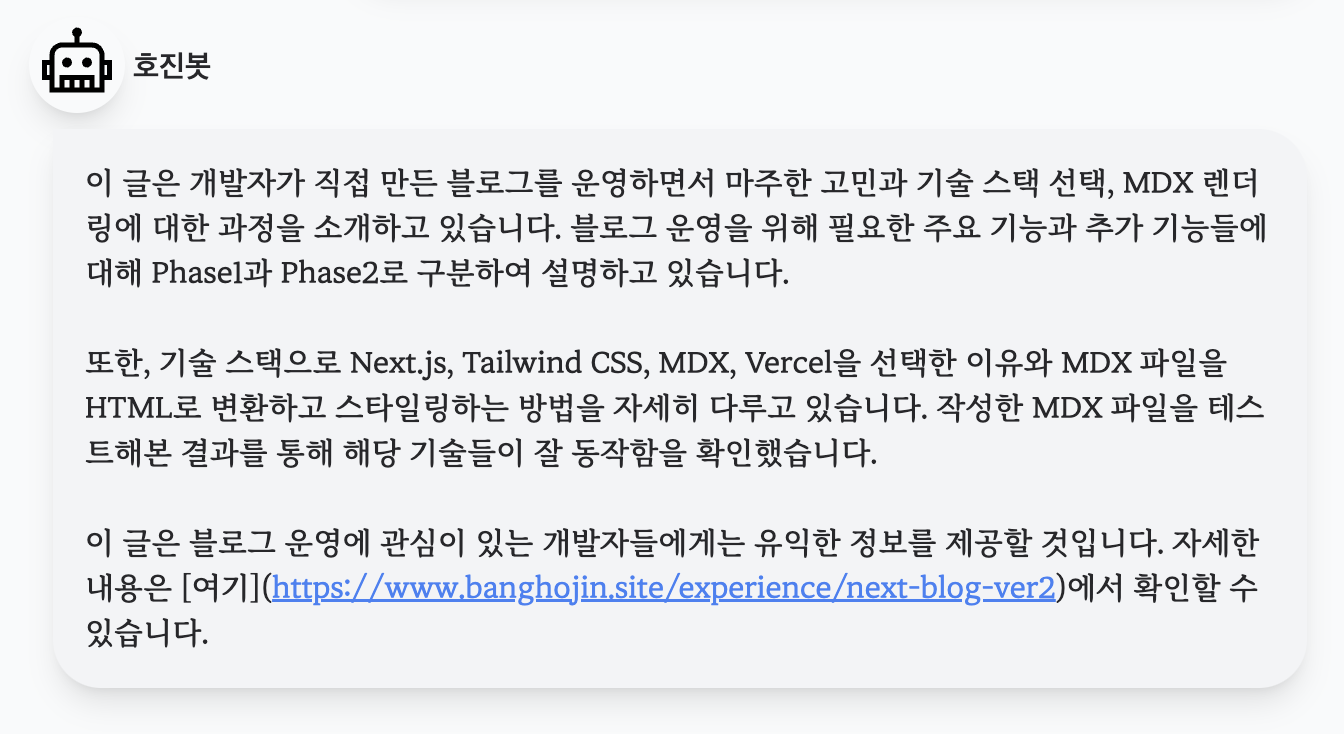 호진봇
이 글은 개발자가 직접 만든 블로그를 운영하면서 마주한 고민과 기술 스택 선택, MDX 렌더
링에 대한 과정을 소개하고 있습니다. 블로그 운영을 위해 필요한 주요 기능과 추가 기능들에
대해 Phase1과 Phase2로 구분하여 설명하고 있습니다.
또한, 기술 스택으로 Next.js, Tailwind CSS, MDX, Vercel을 선택한 이유와 MDX 파일을
HTML로 변환하고 스타일링하는 방법을 자세히 다루고 있습니다. 작성한 MDX 파일을 테스
트해본 결과를 통해 해당 기술들이 잘 동작함을 확인했습니다.
이 글은 블로그 운영에 관심이 있는 개발자들에게는 유익한 정보를 제공할 것입니다. 자세한
내용은 [여기](https://www.banghojin.site/experience/next-blog-ver2)에서 확인할 수
있습니다.